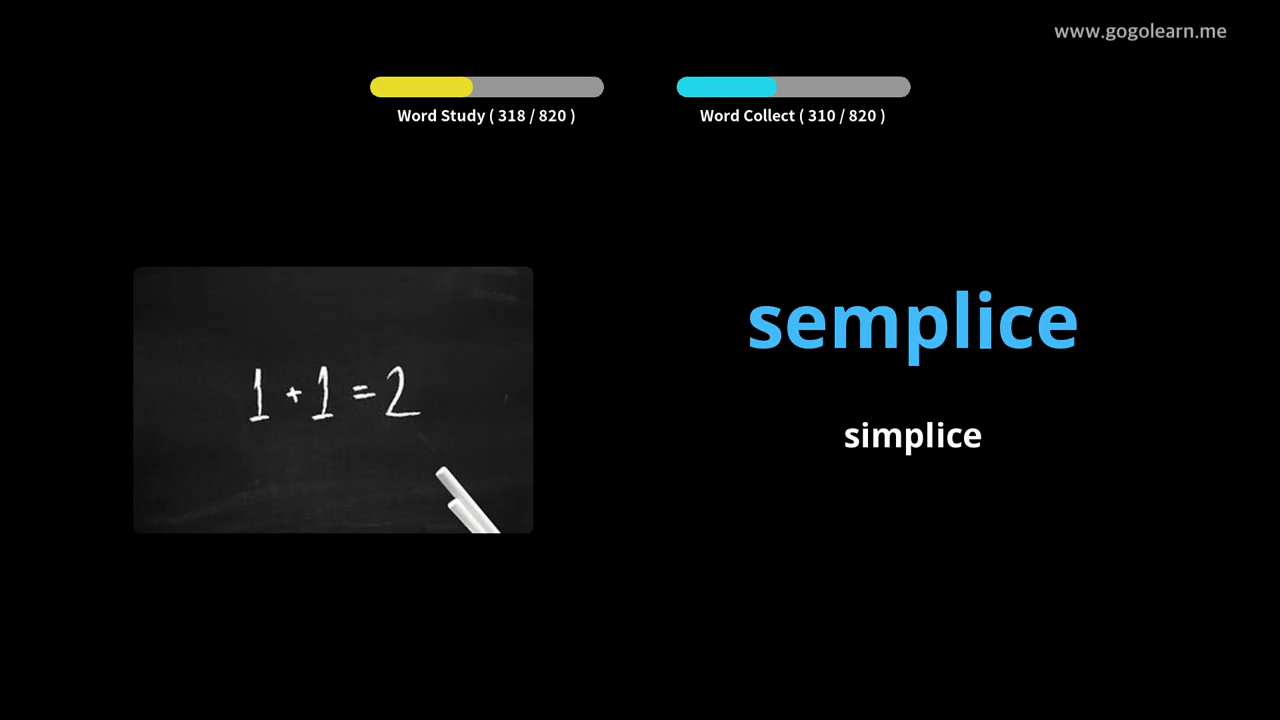 www.gogolearn.me
Word Study ( 318 / 820 )
Word Collect ( 310 / 820 )
semplice
1 + 1 = 2
simplice